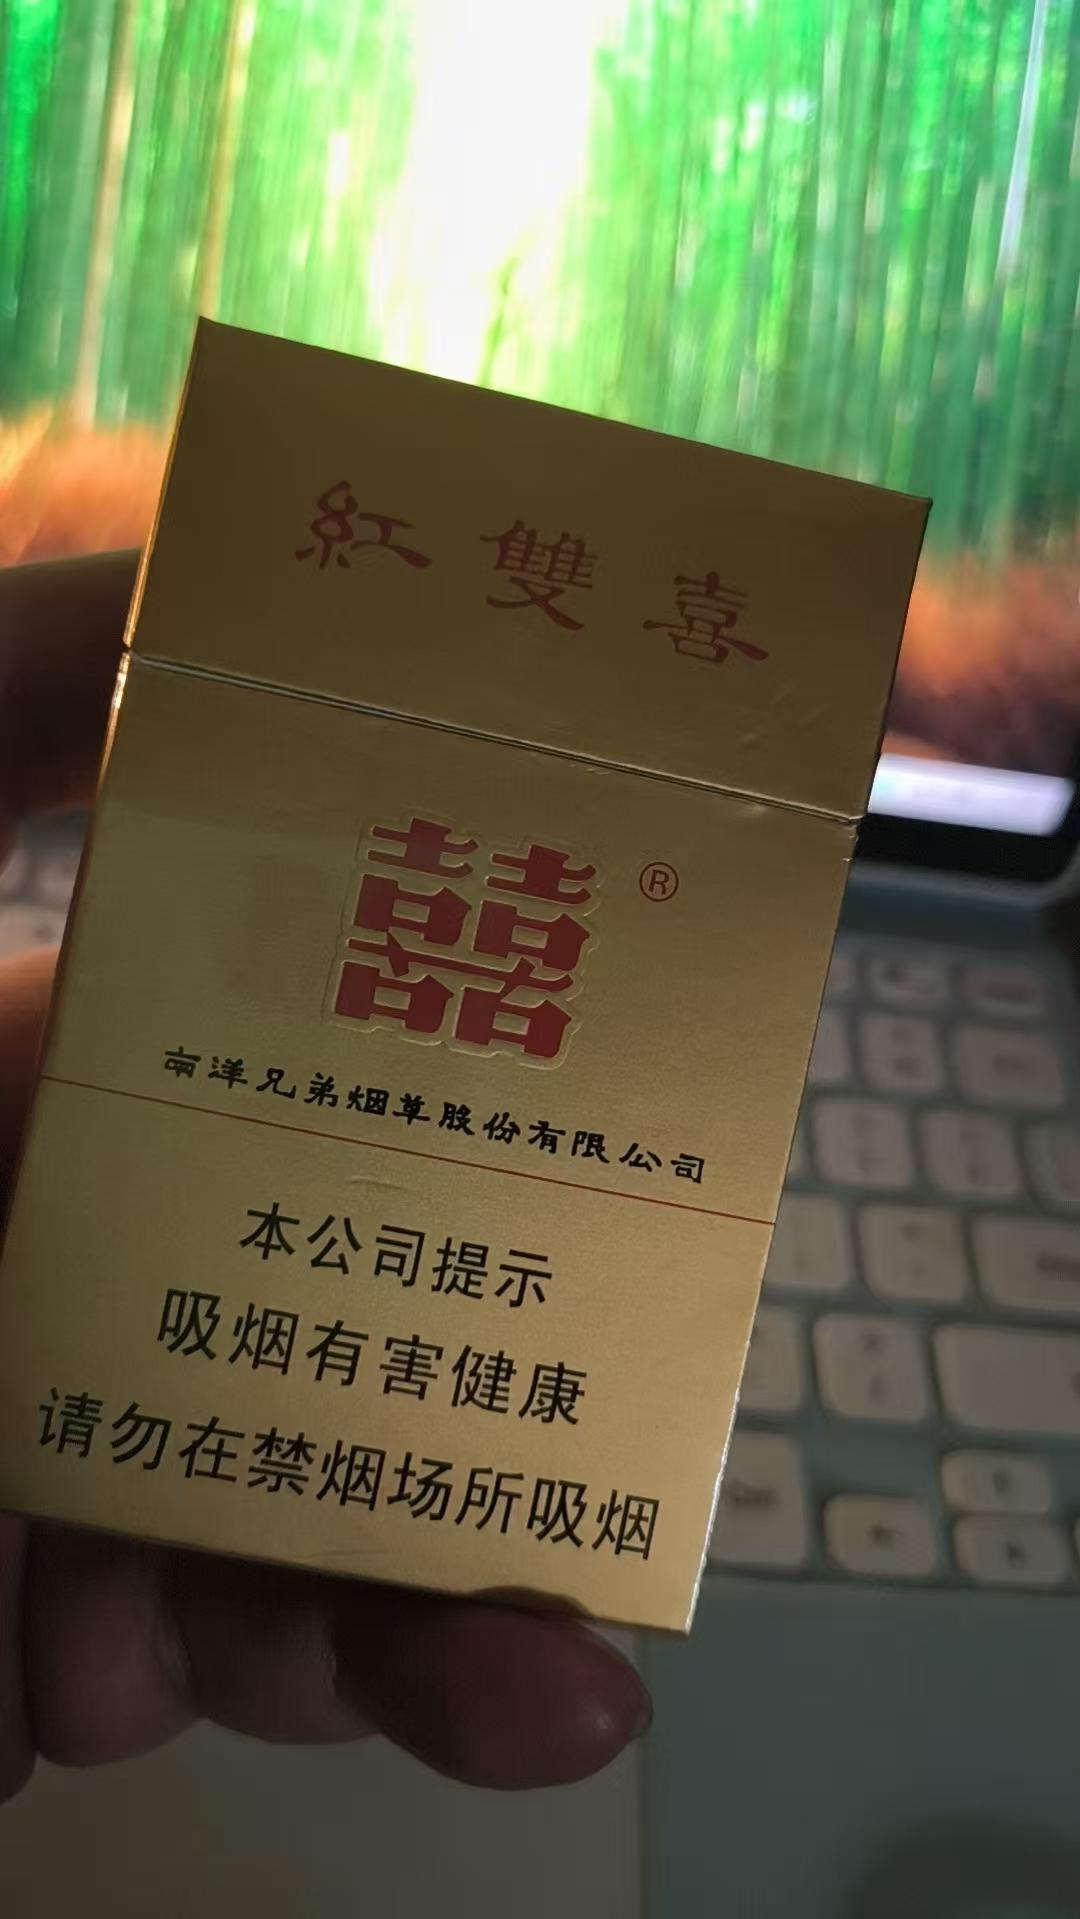 紅雙喜
囍®
南洋兄弟烟草股份有限公司
本公司提示
吸烟有害健康
请勿在禁烟场所吸烟